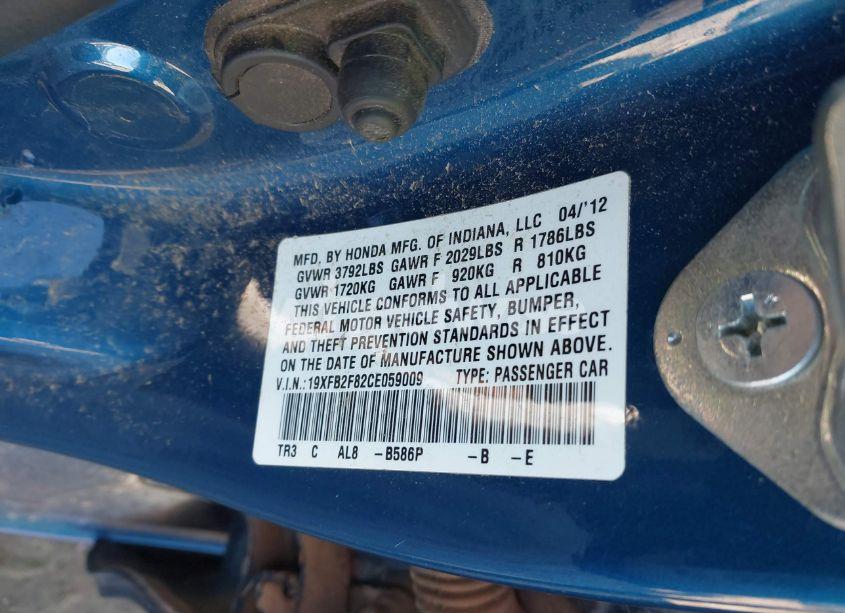 MFD. BY HONDA MFG. OF INDIANA, LLC 04/'12
GVWR 3792LBS GAWR F 2029LBS R 1786LBS
GVWR 1720KG GAWR F 920KG R 810KG
THIS VEHICLE CONFORMS TO ALL APPLICABLE
FEDERAL MOTOR VEHICLE SAFETY, BUMPER,
AND THEFT PREVENTION STANDARDS IN EFFECT
ON THE DATE OF MANUFACTURE SHOWN ABOVE.
V.I.N.:19XFB2F82CE059009 TYPE: PASSENGER CAR
TR3 C AL8 -B586P -B -E